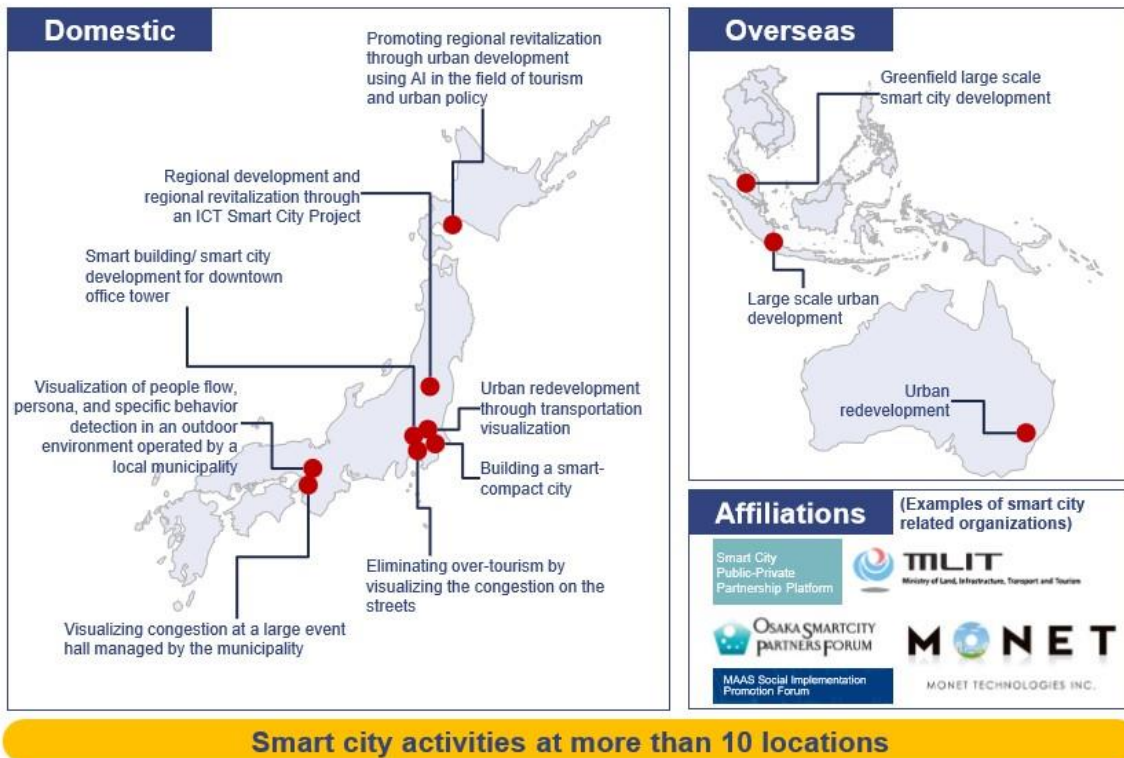 Domestic
Promoting regional revitalization
through urban development
using AI in the field of tourism
and urban policy
Regional development and
regional revitalization through
an ICT Smart City Project
Smart building/ smart city
development for downtown
office tower
Visualization of people flow,
persona, and specific behavior
detection in an outdoor
environment operated by a
local municipality
Urban redevelopment
through transportation
visualization
Building a smart-
compact city
Eliminating over-tourism by
visualizing the congestion on the
streets
Visualizing congestion at a large event
hall managed by the municipality
Overseas
Greenfield large scale
smart city development
Large scale urban
development
Urban
redevelopment
Affiliations
(Examples of smart city
related organizations)
Smart City
Public-Private
Partnership Platform
MLIT
Ministry of Land, Infrastructure, Transport and Tourism
OSAKA SMARTCITY
PARTNERS FORUM
MONET
MONET TECHNOLOGIES INC.
MAAS Social Implementation
Promotion Forum
Smart city activities at more than 10 locations